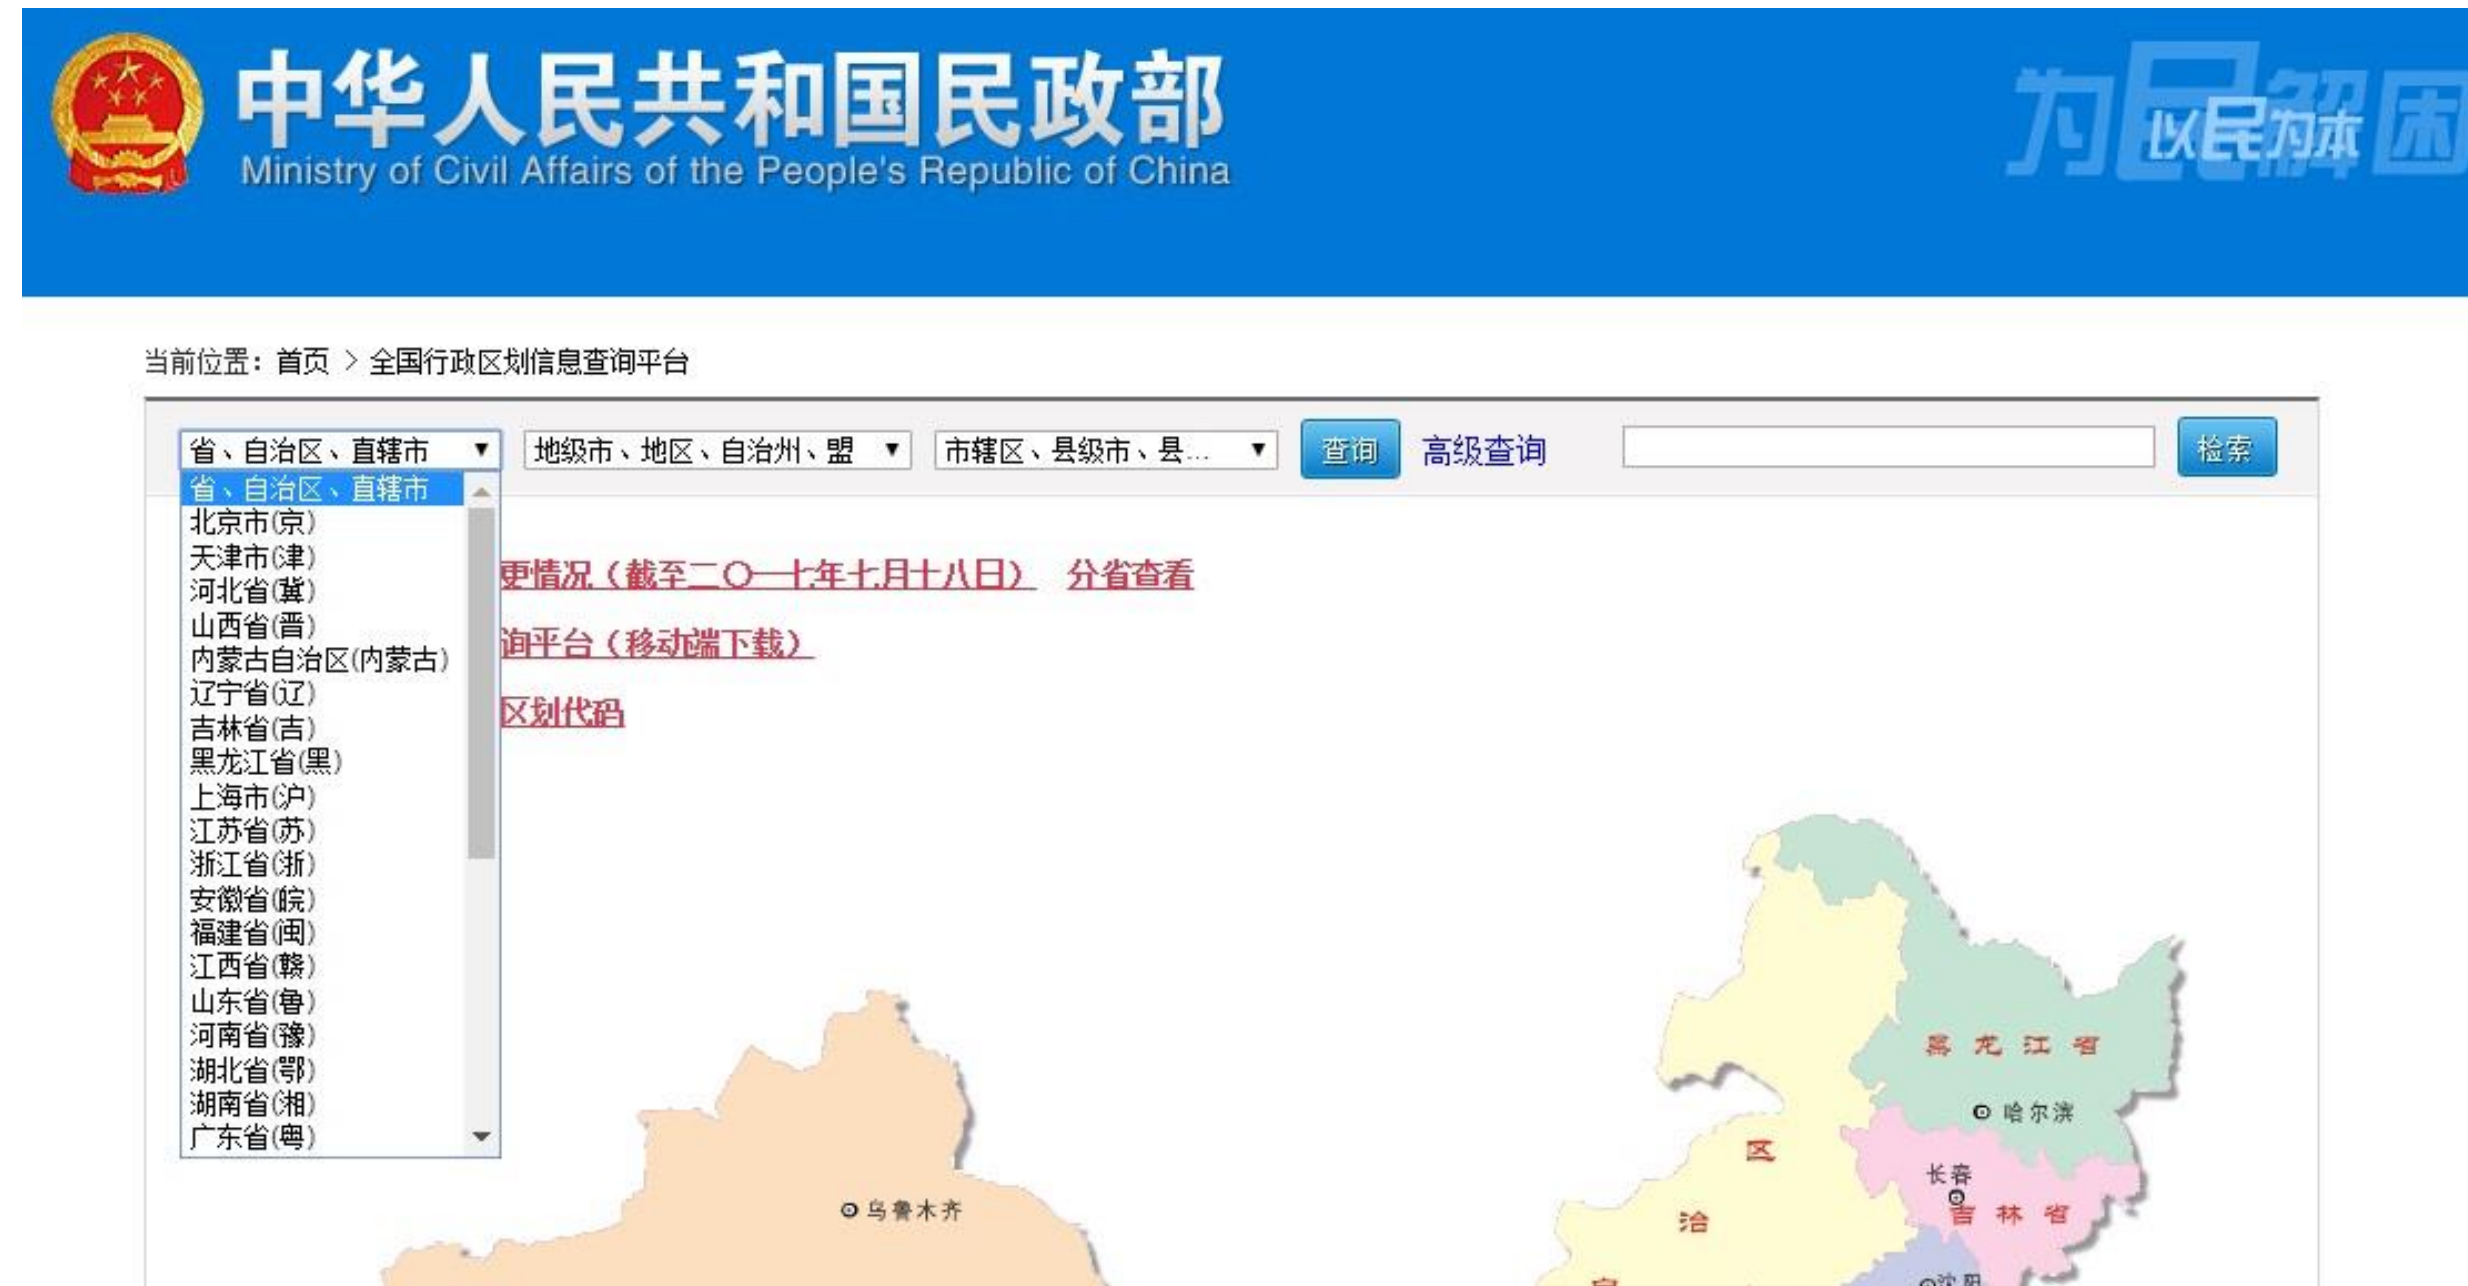 中华人民共和国民政部
Ministry of Civil Affairs of the People's Republic of China
为民解困
以民为本
当前位置：首页 > 全国行政区划信息查询平台
省、自治区、直辖市 地级市、地区、自治州、盟 市辖区、县级市、县... 查询 高级查询 检索
省、自治区、直辖市
北京市(京)
天津市(津)
河北省(冀)
山西省(晋)
内蒙古自治区(内蒙古)
辽宁省(辽)
吉林省(吉)
黑龙江省(黑)
上海市(沪)
江苏省(苏)
浙江省(浙)
安徽省(皖)
福建省(闽)
江西省(赣)
山东省(鲁)
河南省(豫)
湖北省(鄂)
湖南省(湘)
广东省(粤)
更情况（截至二〇一七年七月十八日） 分省查看
询平台（移动端下载）
区划代码
黑龙江省
哈尔滨
区
长春
吉林省
乌鲁木齐
治
沈阳